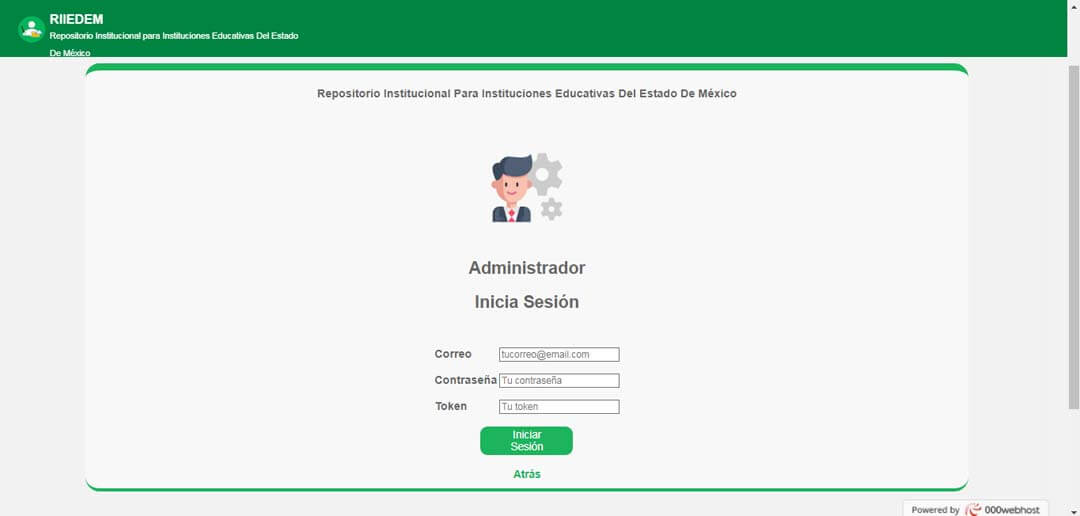 RIIEDEM
Repositorio Institucional para Instituciones Educativas Del Estado
De México
Repositorio Institucional Para Instituciones Educativas Del Estado De México
Administrador
Inicia Sesión
Correo tucorreo@email.com
Contraseña Tu contraseña
Token Tu token
Iniciar
Sesión
Atrás
Powered by 000webhost